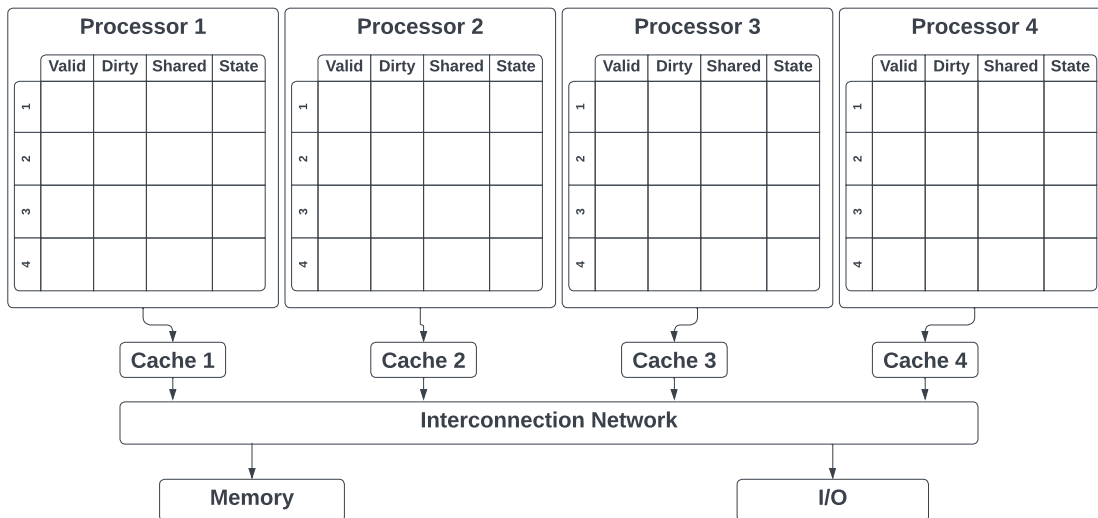 Processor 1
Processor 2
Processor 3
Processor 4
Valid Dirty Shared State
Valid Dirty Shared State
Valid Dirty Shared State
Valid Dirty Shared State
1
1
1
1
2
2
2
2
3
3
3
3
4
4
4
4
Cache 1
Cache 2
Cache 3
Cache 4
Interconnection Network
Memory
I/O